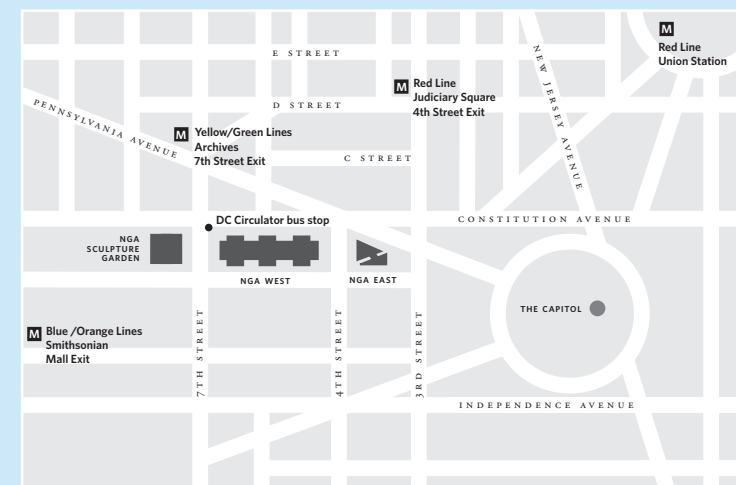 M
Red Line
Union Station
E STREET
M
Red Line
Judiciary Square
4th Street Exit
NEW JERSEY AVENUE
D STREET
PENNSYLVANIA AVENUE
M
Yellow/Green Lines
Archives
7th Street Exit
C STREET
DC Circulator bus stop
CONSTITUTION AVENUE
NGA
SCULPTURE
GARDEN
NGA WEST
NGA EAST
THE CAPITOL
M
Blue /Orange Lines
Smithsonian
Mall Exit
7TH STREET
4TH STREET
3RD STREET
INDEPENDENCE AVENUE